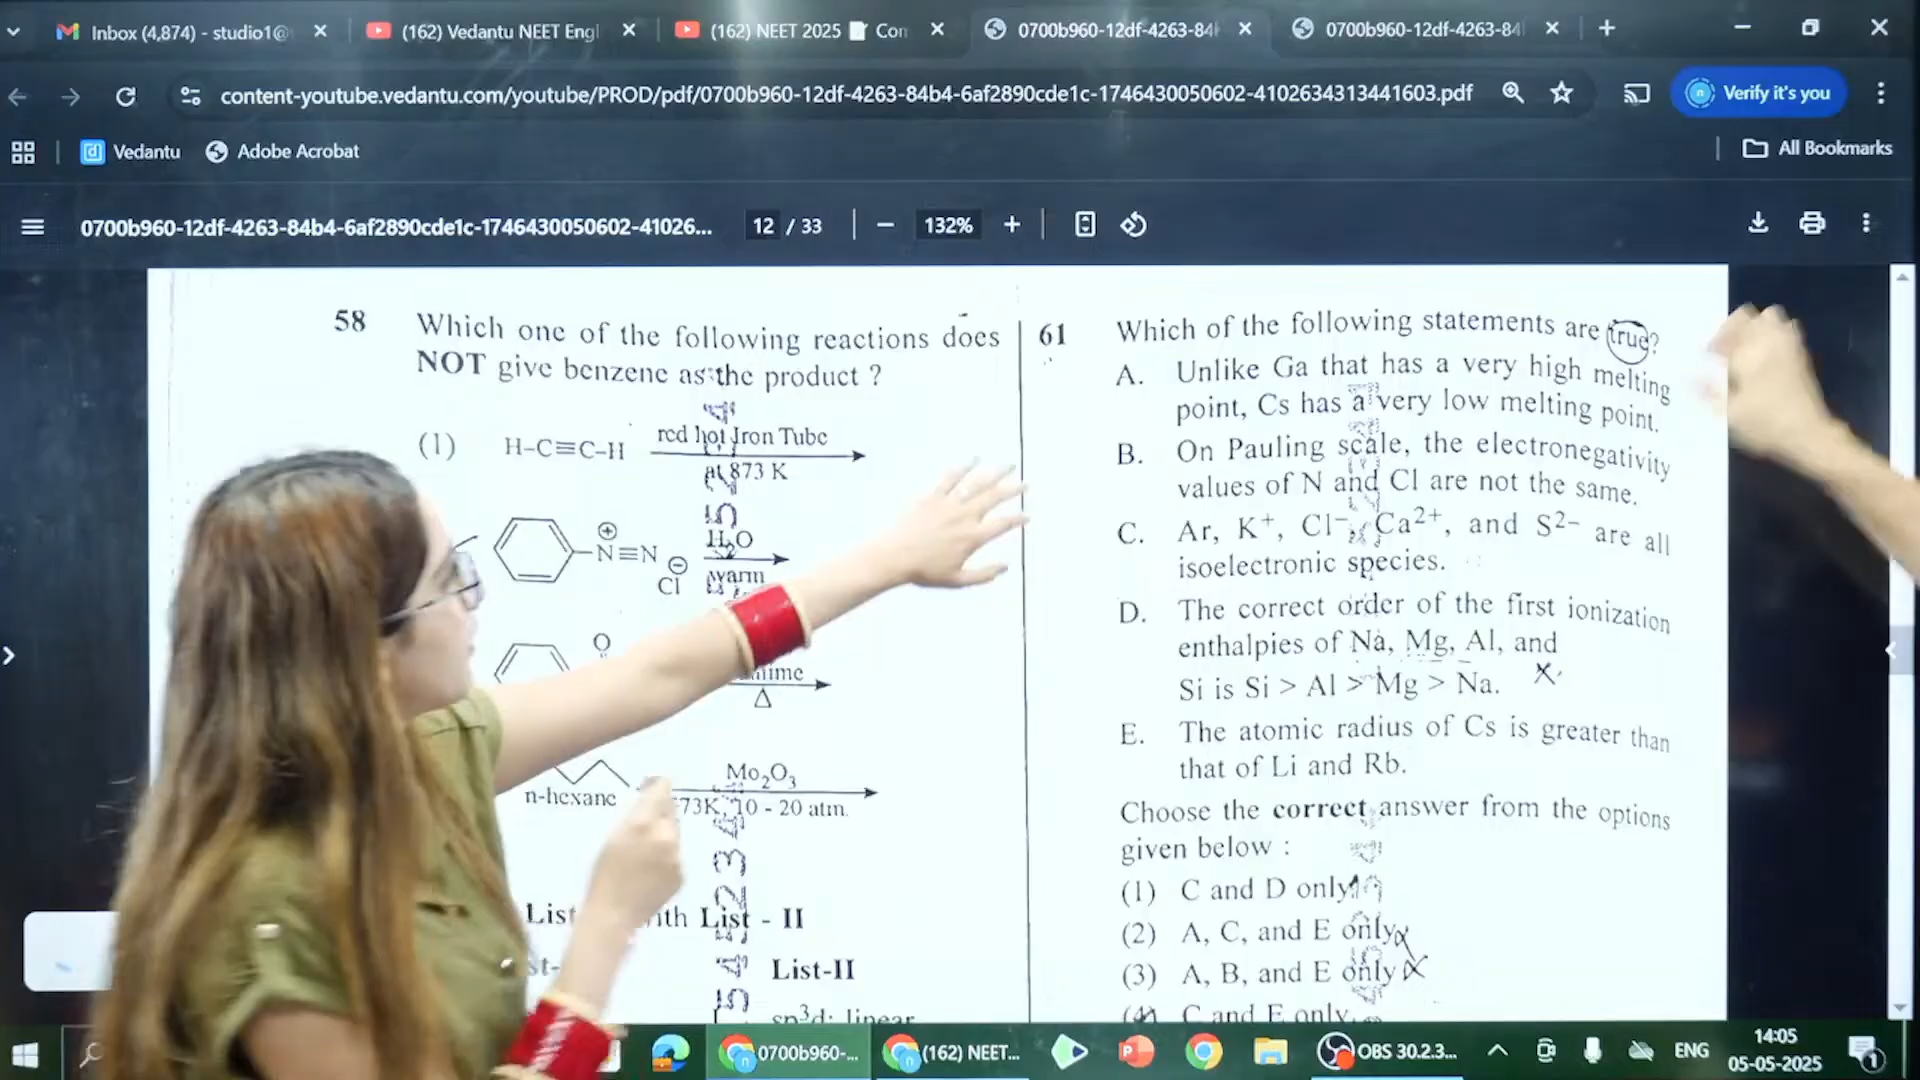 Inbox (4,874) - studio1@
(162) Vedantu NEET Engl
(162) NEET 2025 Con
0700b960-12df-4263-84
0700b960-12df-4263-84
content-youtube.vedantu.com/youtube/PROD/pdf/0700b960-12df-4263-84b4-6af2890cde1c-1746430050602-4102634313441603.pdf
Verify it's you
Vedantu
Adobe Acrobat
All Bookmarks
0700b960-12df-4263-84b4-6af2890cde1c-1746430050602-41026...
12 / 33
132%
58 Which one of the following reactions does
NOT give benzene as the product ?
(1) H–C≡C–H red hot Iron Tube
at 873 K
⊕
N≡N
⊖
Cl
H₂O
warm
O
Δ
Mo₂O₃
n-hexane
73K, 10 - 20 atm.
List - II
List-II
sp³d; linear
61 Which of the following statements are true?
A. Unlike Ga that has a very high melting
point, Cs has a very low melting point.
B. On Pauling scale, the electronegativity
values of N and Cl are not the same.
C. Ar, K⁺, Cl⁻, Ca²⁺, and S²⁻ are all
isoelectronic species.
D. The correct order of the first ionization
enthalpies of Na, Mg, Al, and
Si is Si > Al > Mg > Na. X
E. The atomic radius of Cs is greater than
that of Li and Rb.
Choose the correct answer from the options
given below :
(1) C and D only
(2) A, C, and E only
(3) A, B, and E only
(4) C and E only
0700b960-...
(162) NEET...
OBS 30.2.3...
ENG
14:05
05-05-2025
1